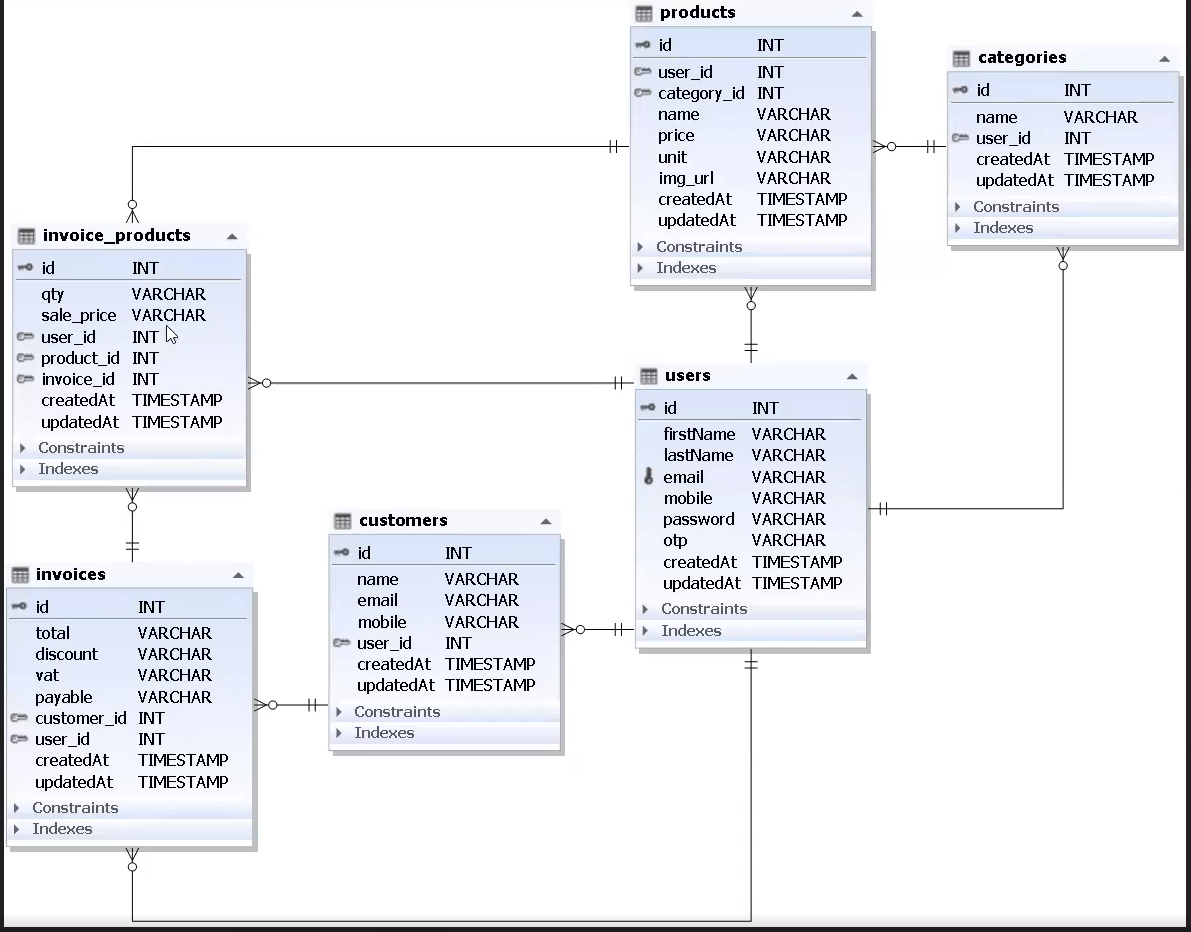 products
id INT
user_id INT
category_id INT
name VARCHAR
price VARCHAR
unit VARCHAR
img_url VARCHAR
createdAt TIMESTAMP
updatedAt TIMESTAMP
Constraints
Indexes
categories
id INT
name VARCHAR
user_id INT
createdAt TIMESTAMP
updatedAt TIMESTAMP
Constraints
Indexes
invoice_products
id INT
qty VARCHAR
sale_price VARCHAR
user_id INT
product_id INT
invoice_id INT
createdAt TIMESTAMP
updatedAt TIMESTAMP
Constraints
Indexes
users
id INT
firstName VARCHAR
lastName VARCHAR
email VARCHAR
mobile VARCHAR
password VARCHAR
otp VARCHAR
createdAt TIMESTAMP
updatedAt TIMESTAMP
Constraints
Indexes
customers
id INT
name VARCHAR
email VARCHAR
mobile VARCHAR
user_id INT
createdAt TIMESTAMP
updatedAt TIMESTAMP
Constraints
Indexes
invoices
id INT
total VARCHAR
discount VARCHAR
vat VARCHAR
payable VARCHAR
customer_id INT
user_id INT
createdAt TIMESTAMP
updatedAt TIMESTAMP
Constraints
Indexes